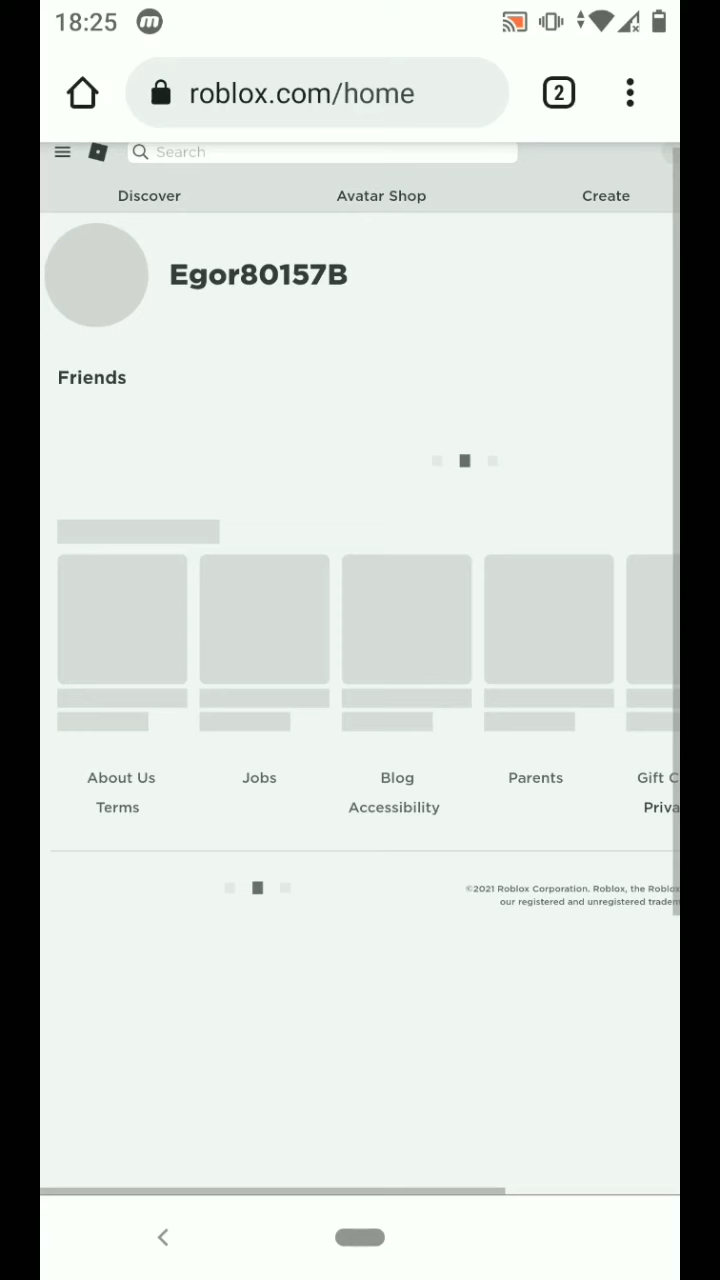 18:25
roblox.com/home
2
Search
Discover Avatar Shop Create
Egor80157B
Friends
About Us Jobs Blog Parents Gift C
Terms Accessibility Priva
©2021 Roblox Corporation. Roblox, the Roblox
our registered and unregistered tradem